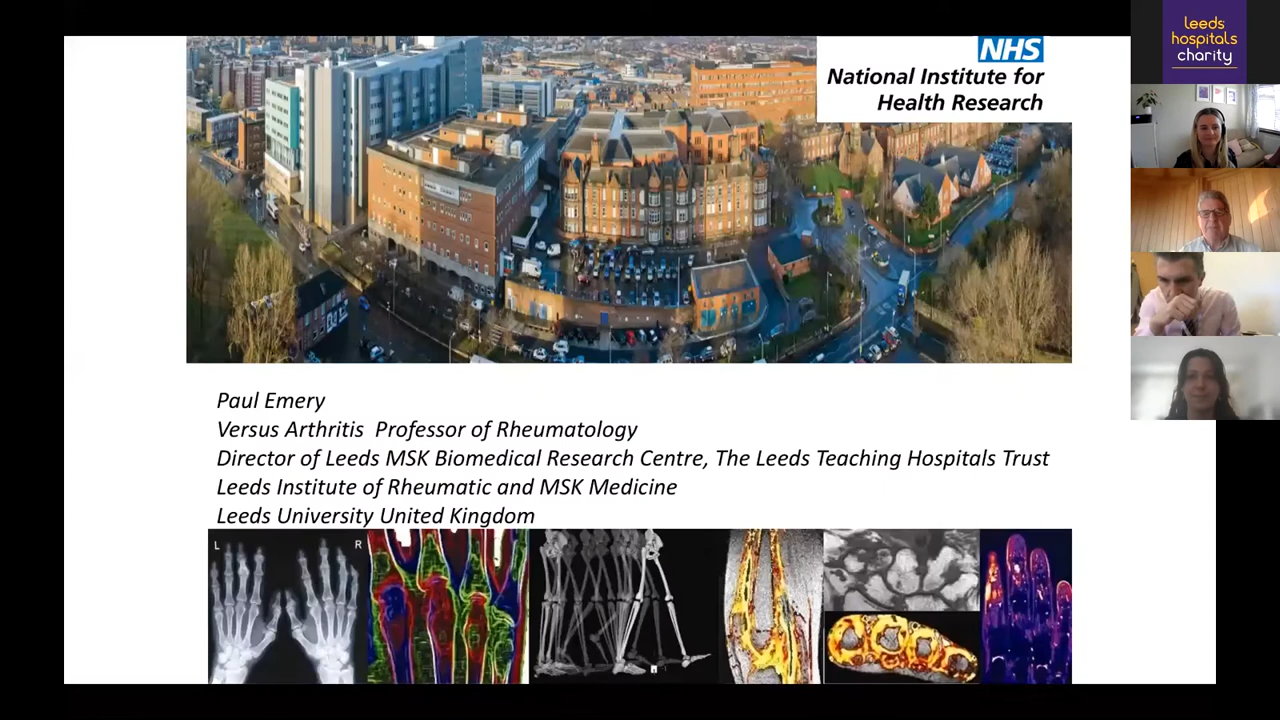 leeds
hospitals
charity
NHS
National Institute for
Health Research
Paul Emery
Versus Arthritis Professor of Rheumatology
Director of Leeds MSK Biomedical Research Centre, The Leeds Teaching Hospitals Trust
Leeds Institute of Rheumatic and MSK Medicine
Leeds University United Kingdom
L
R